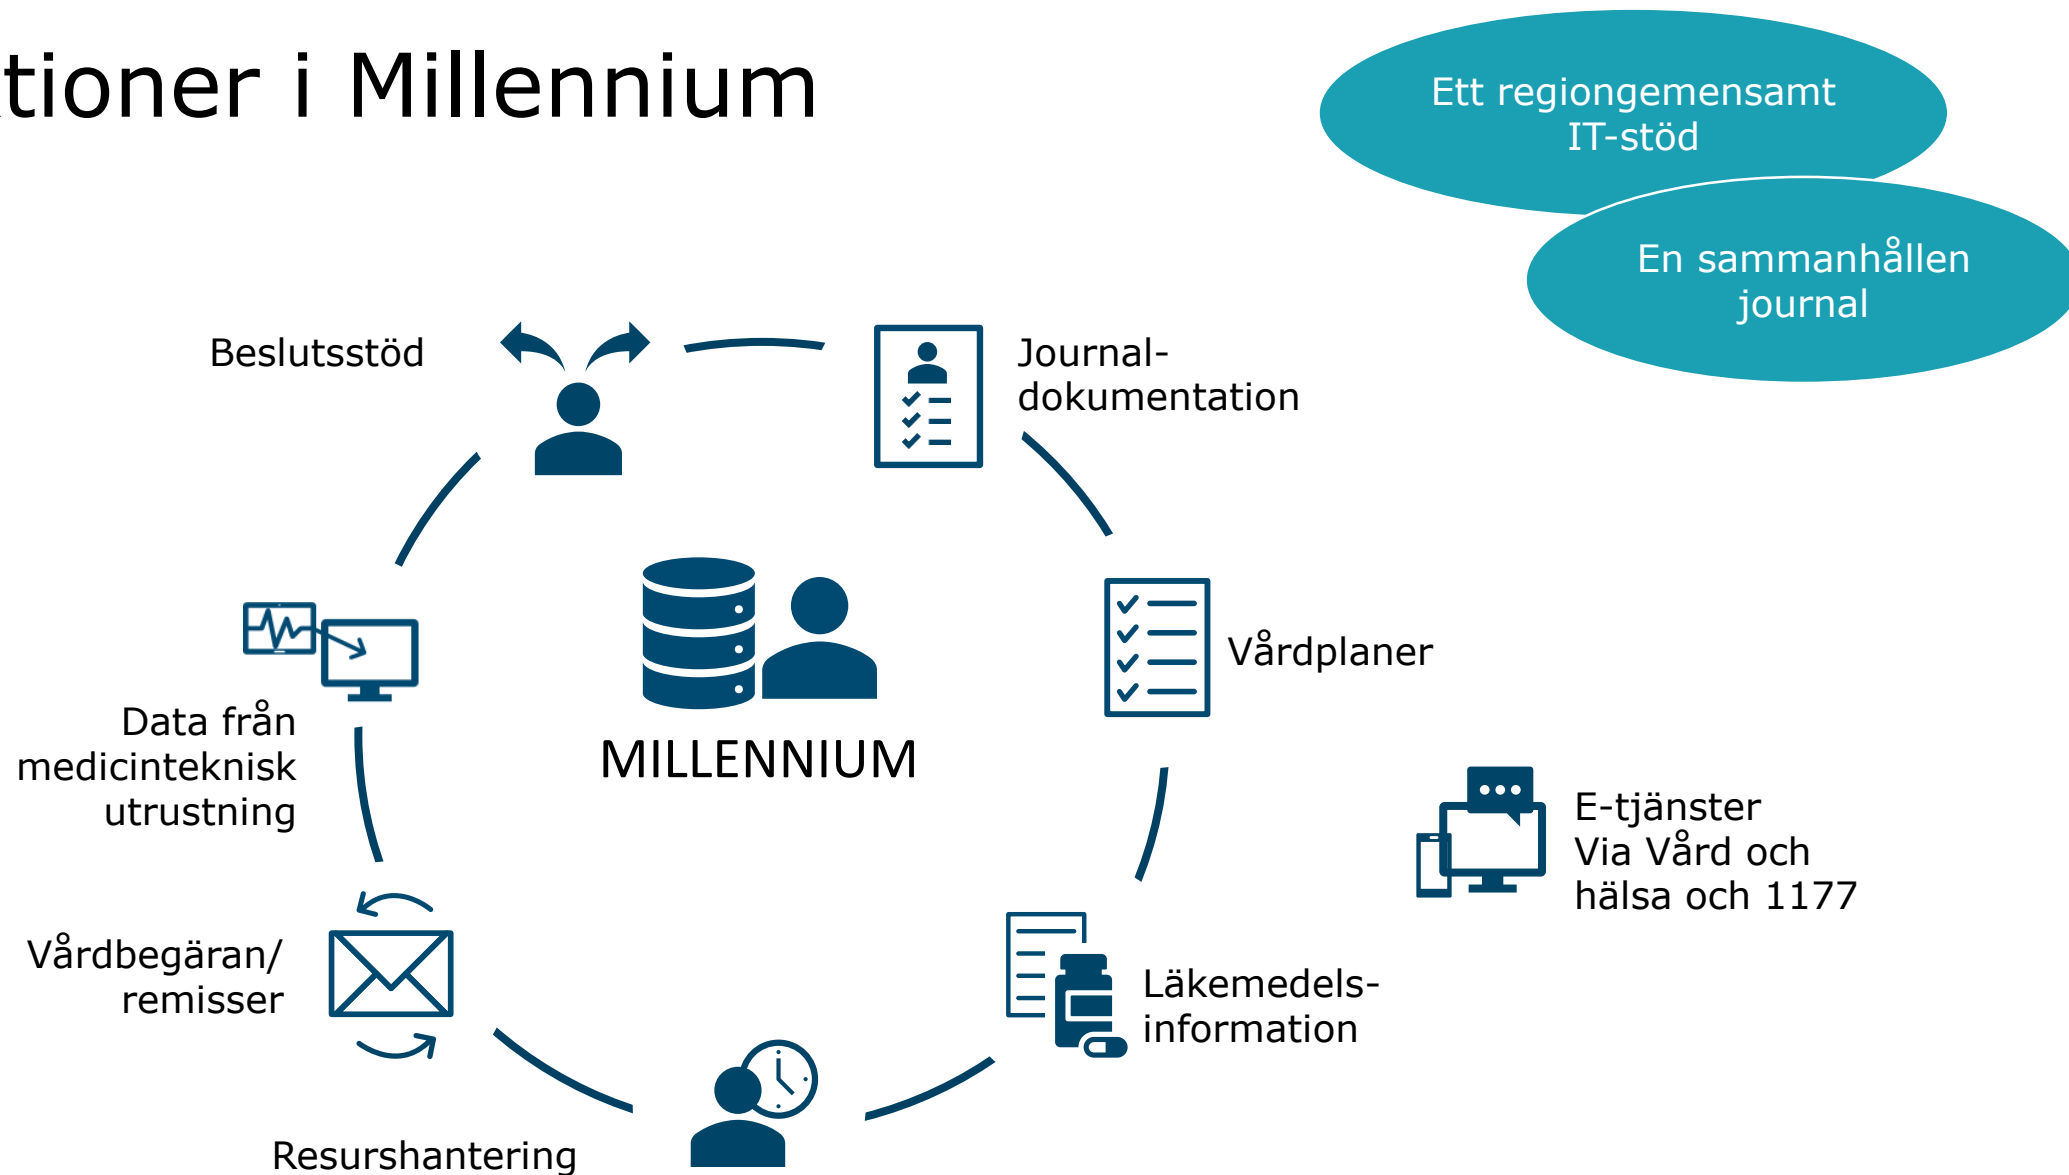 tioner i Millennium
Ett regiongemensamt
IT-stöd
En sammanhållen
journal
Beslutsstöd
Journal-
dokumentation
Vårdplaner
Data från
medicinteknisk
utrustning
MILLENNIUM
E-tjänster
Via Vård och
hälsa och 1177
Vårdbegäran/
remisser
Läkemedels-
information
Resurshantering